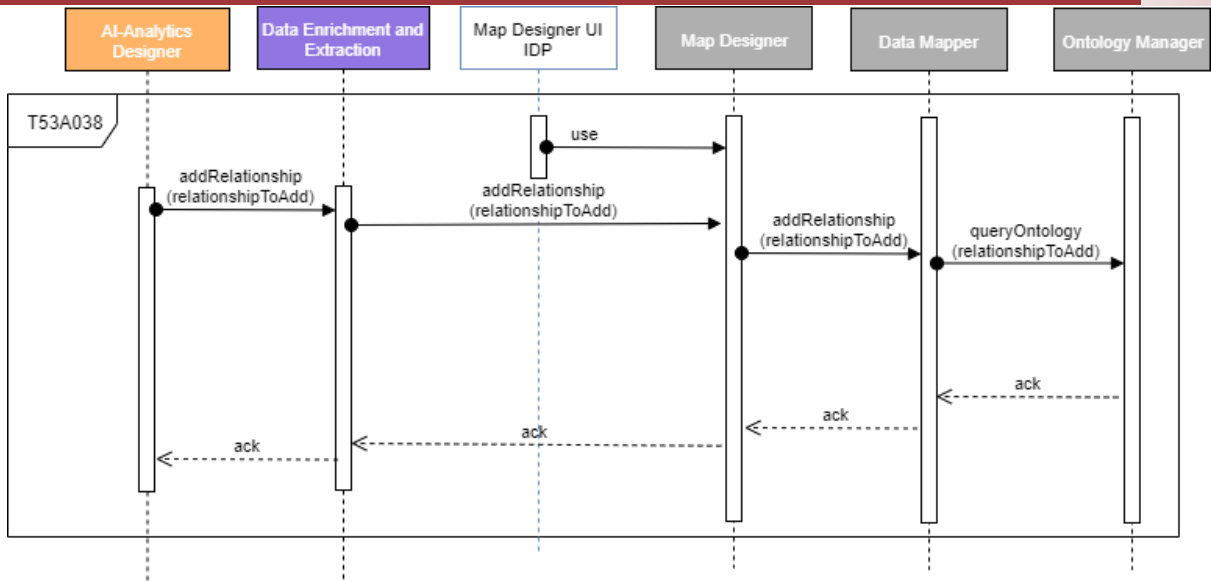 AI-Analytics
Designer
Data Enrichment and
Extraction
Map Designer UI
IDP
Map Designer
Data Mapper
Ontology Manager
T53A038
use
addRelationship
(relationshipToAdd)
addRelationship
(relationshipToAdd)
addRelationship
(relationshipToAdd)
queryOntology
(relationshipToAdd)
ack
ack
ack
ack